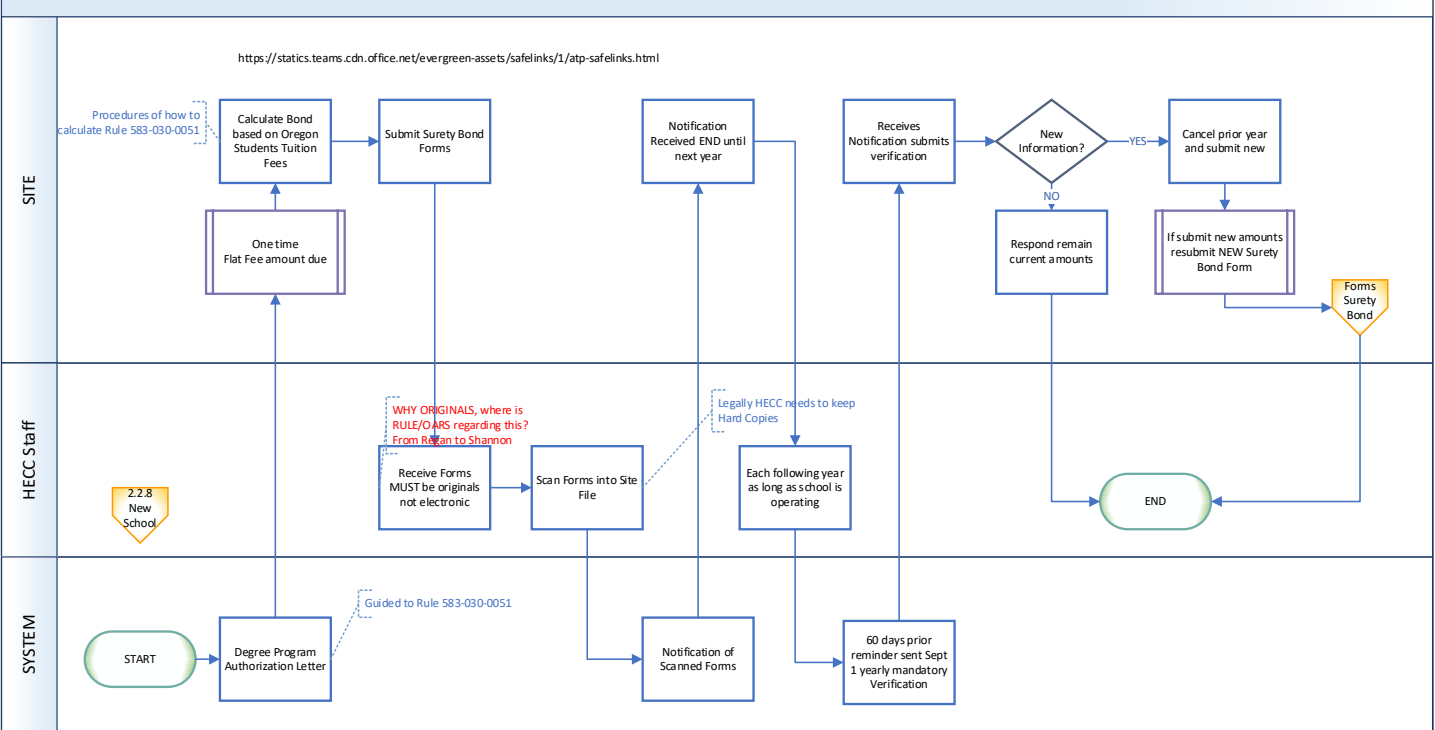 https://statics.teams.cdn.office.net/evergreen-assets/safelinks/1/atp-safelinks.html
SITE
Procedures of how to
calculate Rule 583-030-0051
Calculate Bond
based on Oregon
Students Tuition
Fees
Submit Surety Bond
Forms
Notification
Received END until
next year
Receives
Notification submits
verification
New
Information?
YES
Cancel prior year
and submit new
NO
One time
Flat Fee amount due
Respond remain
current amounts
If submit new amounts
resubmit NEW Surety
Bond Form
Forms
Surety
Bond
HECC Staff
WHY ORIGINALS, where is
RULE/OARS regarding this?
From Regan to Shannon
Legally HECC needs to keep
Hard Copies
Receive Forms
MUST be originals
not electronic
Scan Forms into Site
File
Each following year
as long as school is
operating
2.2.8
New
School
END
SYSTEM
Guided to Rule 583-030-0051
START
Degree Program
Authorization Letter
Notification of
Scanned Forms
60 days prior
reminder sent Sept
1 yearly mandatory
Verification